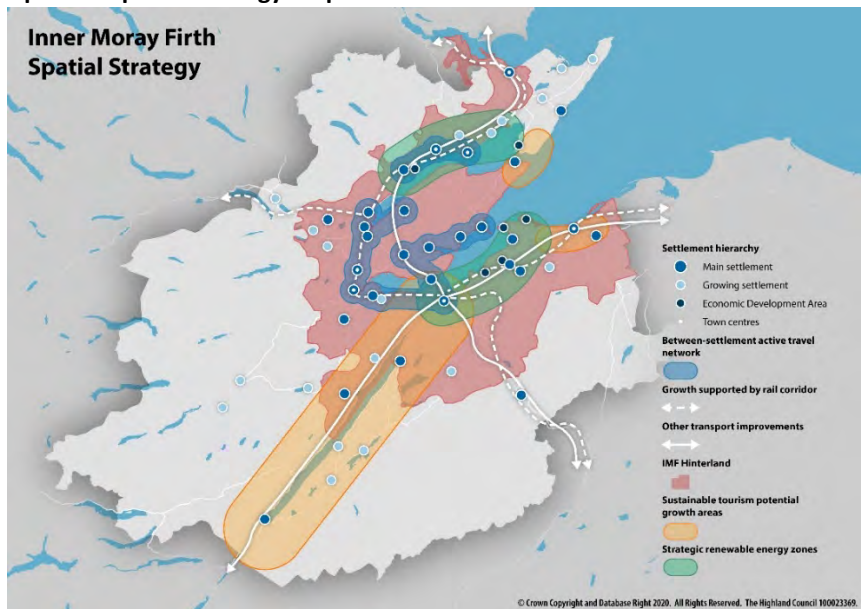 Inner Moray Firth
Spatial Strategy
Settlement hierarchy
Main settlement
Growing settlement
Economic Development Area
Town centres
Between-settlement active travel
network
Growth supported by rail corridor
Other transport improvements
IMF Hinterland
Sustainable tourism potential
growth areas
Strategic renewable energy zones
© Crown Copyright and Database Right 2020. All Rights Reserved. The Highland Council 100023369.